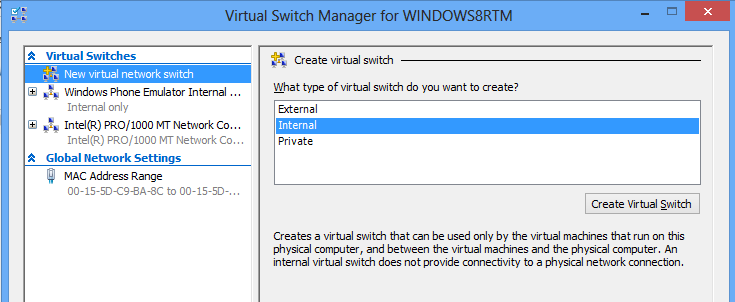 Virtual Switch Manager for WINDOWS8RTM
Virtual Switches
New virtual network switch
Windows Phone Emulator Internal ...
Internal only
Intel(R) PRO/1000 MT Network Co...
Intel(R) PRO/1000 MT Network Co...
Global Network Settings
MAC Address Range
00-15-5D-C9-BA-8C to 00-15-5D-...
Create virtual switch
What type of virtual switch do you want to create?
External
Internal
Private
Create Virtual Switch
Creates a virtual switch that can be used only by the virtual machines that run on this
physical computer, and between the virtual machines and the physical computer. An
internal virtual switch does not provide connectivity to a physical network connection.